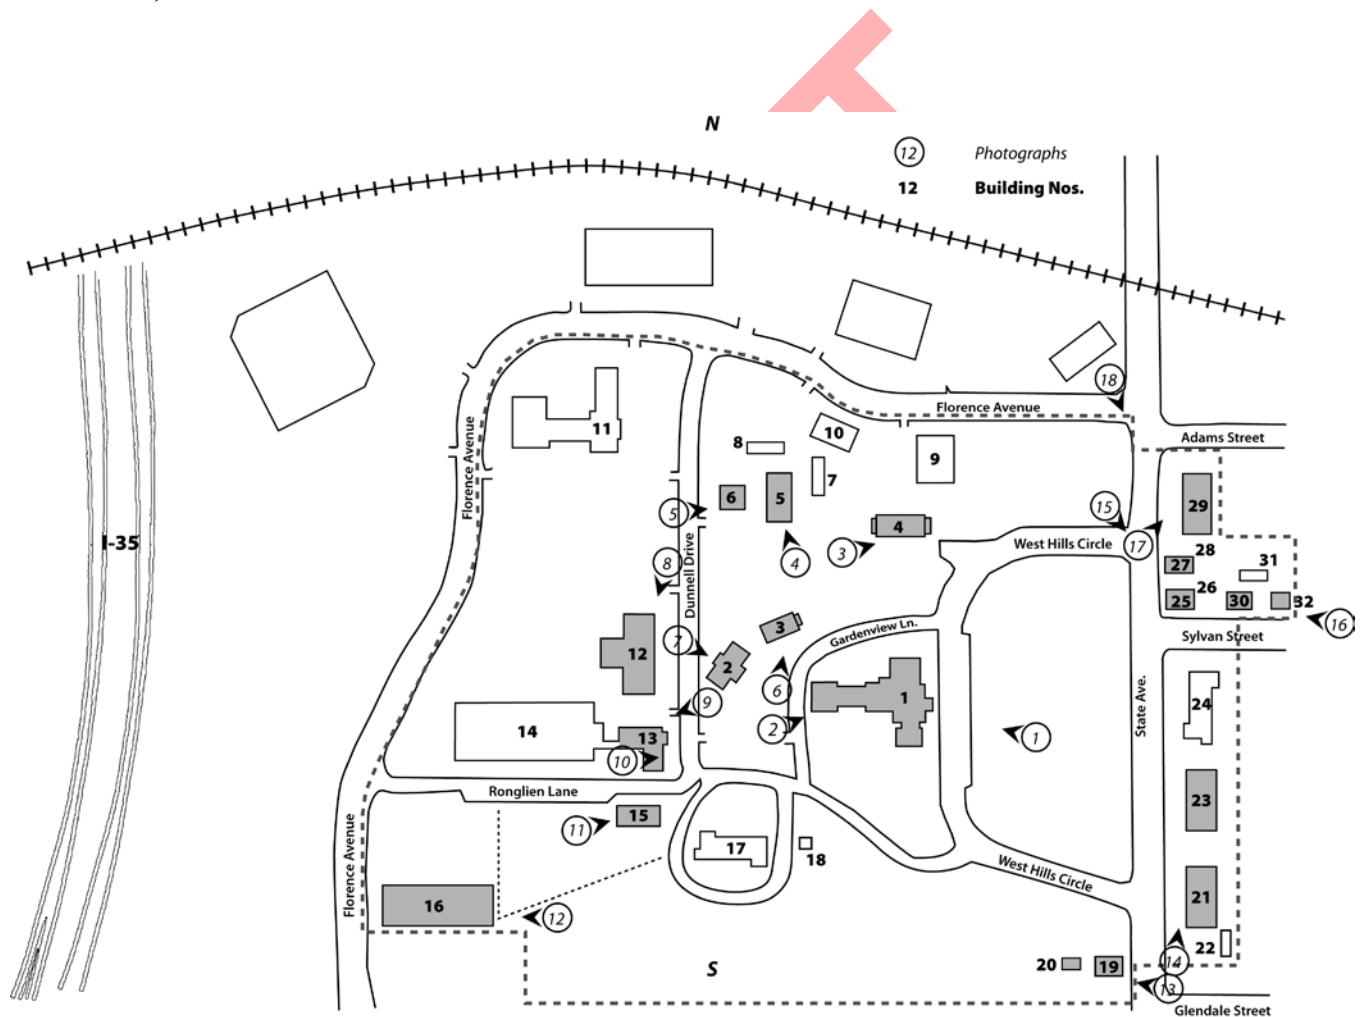 N
12 Photographs
12 Building Nos.
18
Florence Avenue
Adams Street
11
10
8
9
7
Florence Avenue
6
5
29
5
15
4
I-35
3
4
West Hills Circle
17
28
8
27
31
Dunnell Drive
26
25
30
32
3
Gardenview Ln.
16
Sylvan Street
7
12
2
6
1
State Ave.
24
9
2
14
13
1
10
Ronglien Lane
23
15
11
Florence Avenue
17
18
West Hills Circle
16
21
12
22
S
20
19
14
13
Glendale Street